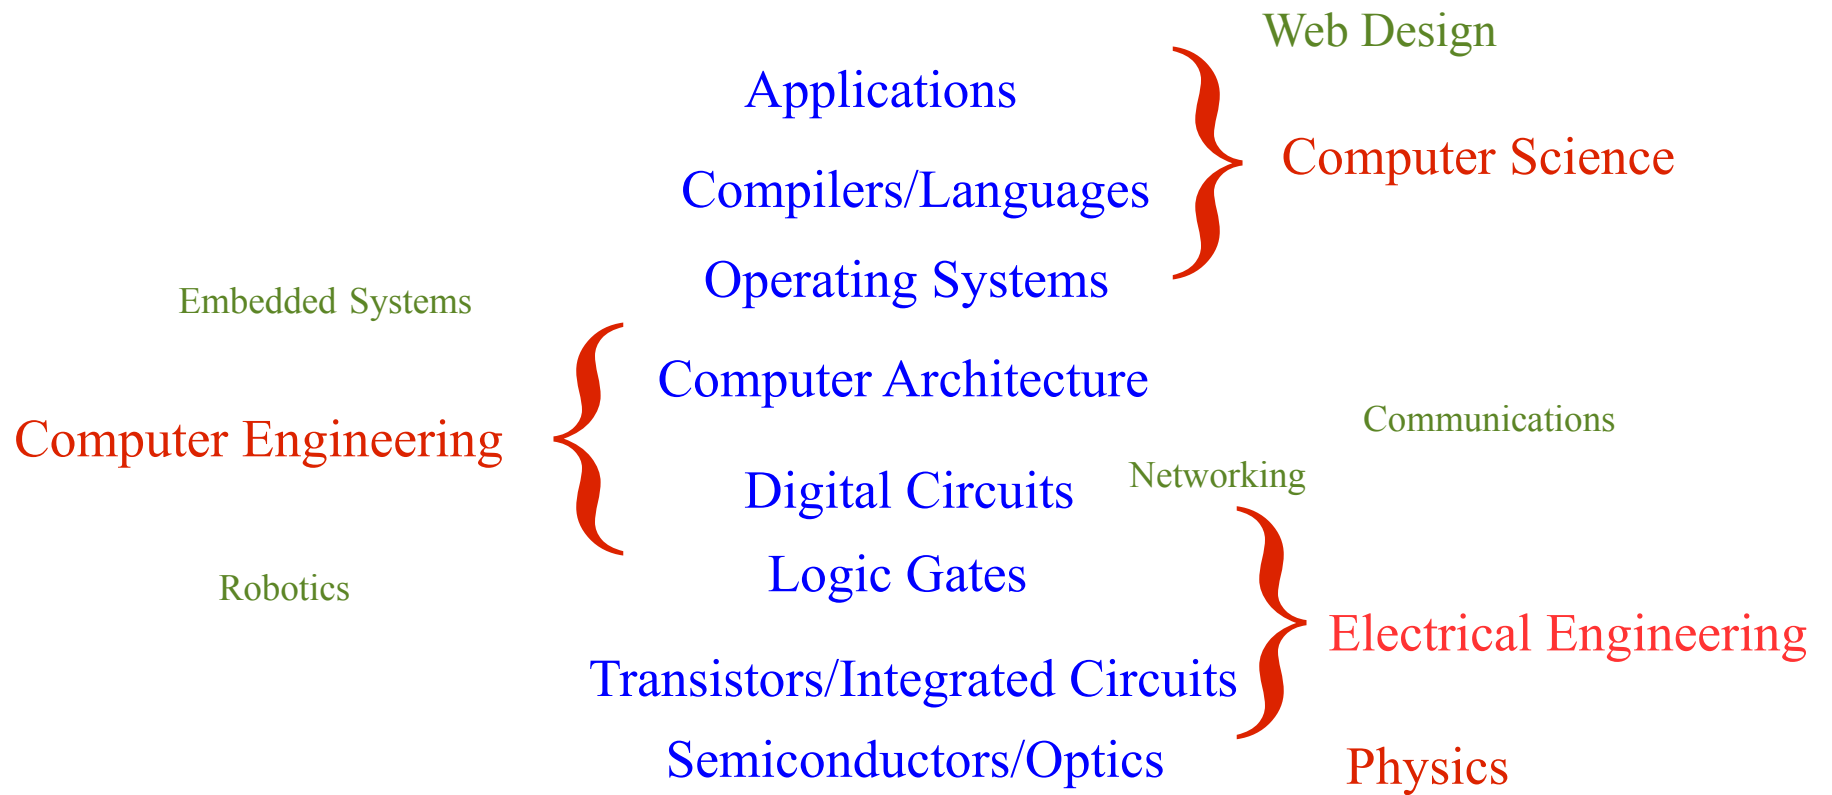 Web Design
Applications
Computer Science
Compilers/Languages
Operating Systems
Embedded Systems
Computer Architecture
Communications
Computer Engineering
Networking
Digital Circuits
Logic Gates
Robotics
Electrical Engineering
Transistors/Integrated Circuits
Semiconductors/Optics
Physics